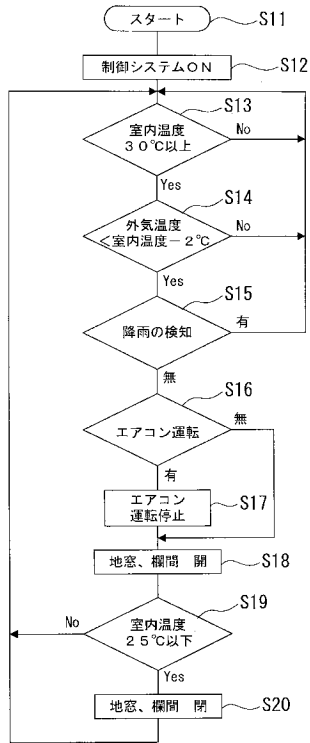 スタート
S11
制御システムON
S12
S13
室内温度
30℃以上
No
Yes
S14
外気温度
<室内温度－2℃
No
Yes
S15
降雨の検知
有
無
S16
エアコン運転
無
有
S17
エアコン
運転停止
地窓、欄間　開
S18
S19
室内温度
25℃以下
No
Yes
地窓、欄間　閉
S20